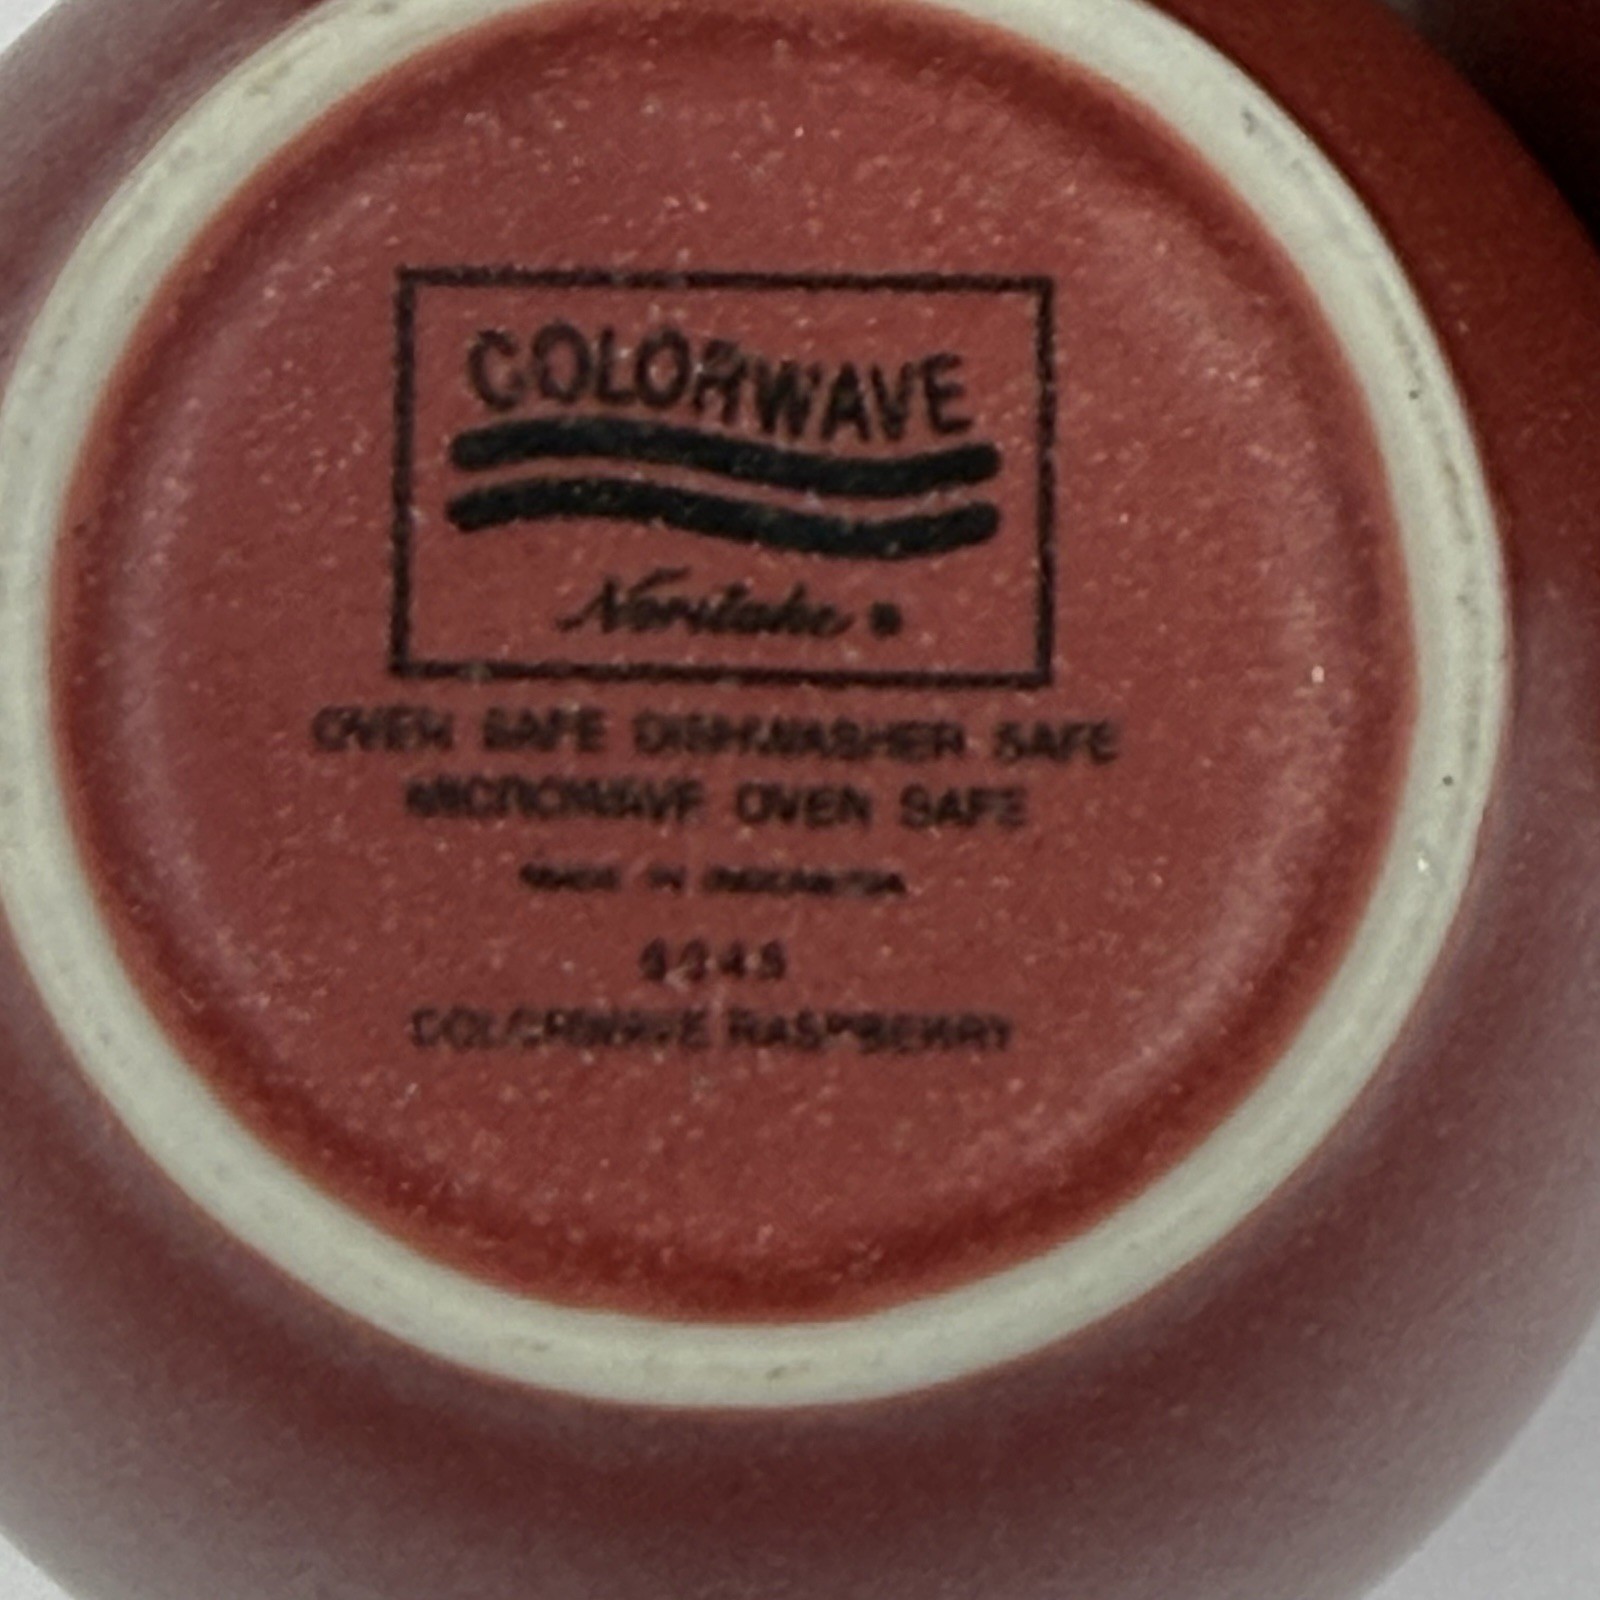 COLORWAVE
Noritake
OVEN SAFE DISHWASHER SAFE
MICROWAVE OVEN SAFE
MADE IN INDONESIA
COLORWAVE RASPBERRY